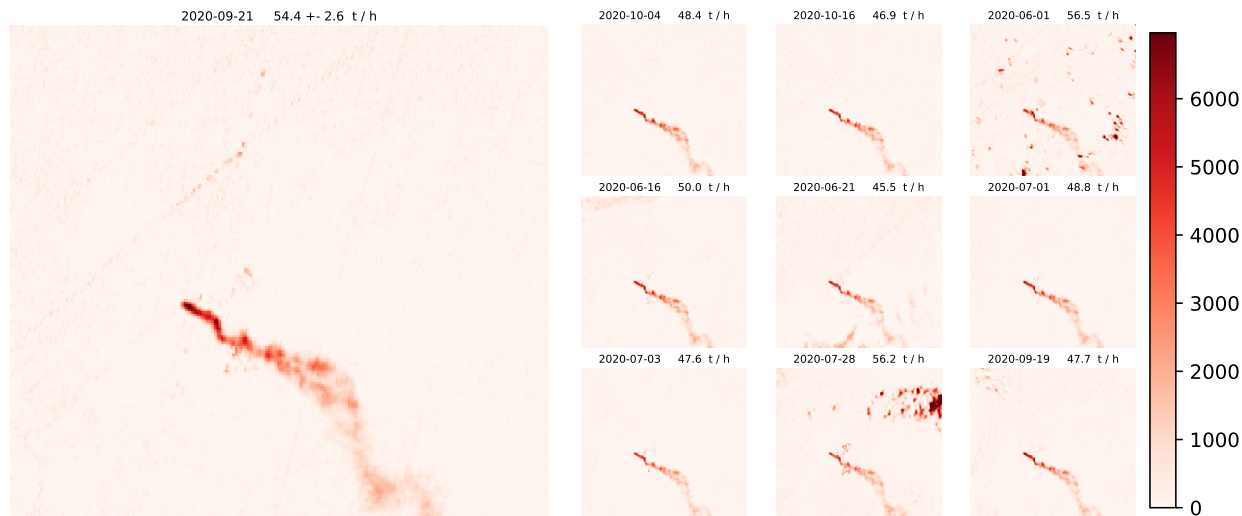 2020-09-21 54.4 +- 2.6 t / h
2020-10-04 48.4 t / h
2020-10-16 46.9 t / h
2020-06-01 56.5 t / h
2020-06-16 50.0 t / h
2020-06-21 45.5 t / h
2020-07-01 48.8 t / h
2020-07-03 47.6 t / h
2020-07-28 56.2 t / h
2020-09-19 47.7 t / h
6000
5000
4000
3000
2000
1000
0